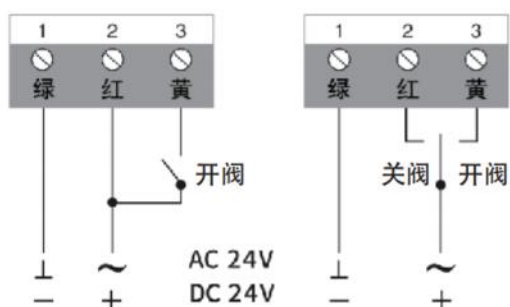 1 2 3
绿 红 黄
开阀
AC 24V
⊥ ~
DC 24V
— +
1 2 3
绿 红 黄
关阀 开阀
⊥ ~
— +